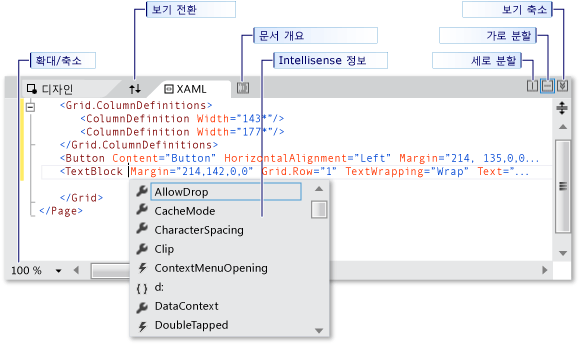 보기 전환
보기 축소
문서 개요
가로 분할
확대/축소
Intellisense 정보
세로 분할
디자인
XAML
<Grid.ColumnDefinitions>
<ColumnDefinition Width="143*"/>
<ColumnDefinition Width="177*"/>
</Grid.ColumnDefinitions>
<Button Content="Button" HorizontalAlignment="Left" Margin="214, 135,0,0...
<TextBlock Margin="214,142,0,0" Grid.Row="1" TextWrapping="Wrap" Text="...
</Grid>
</Page>
AllowDrop
CacheMode
CharacterSpacing
Clip
ContextMenuOpening
{ } d:
DataContext
DoubleTapped
100 %